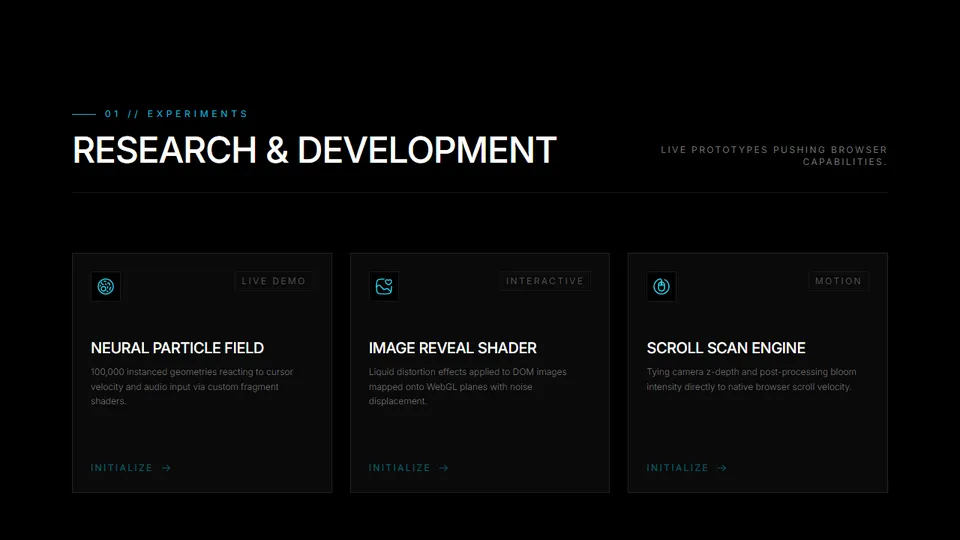 01 // EXPERIMENTS
RESEARCH & DEVELOPMENT
LIVE PROTOTYPES PUSHING BROWSER
CAPABILITIES.
LIVE DEMO
NEURAL PARTICLE FIELD
100,000 instanced geometries reacting to cursor
velocity and audio input via custom fragment
shaders.
INITIALIZE →
INTERACTIVE
IMAGE REVEAL SHADER
Liquid distortion effects applied to DOM images
mapped onto WebGL planes with noise
displacement.
INITIALIZE →
MOTION
SCROLL SCAN ENGINE
Tying camera z-depth and post-processing bloom
intensity directly to native browser scroll velocity.
INITIALIZE →